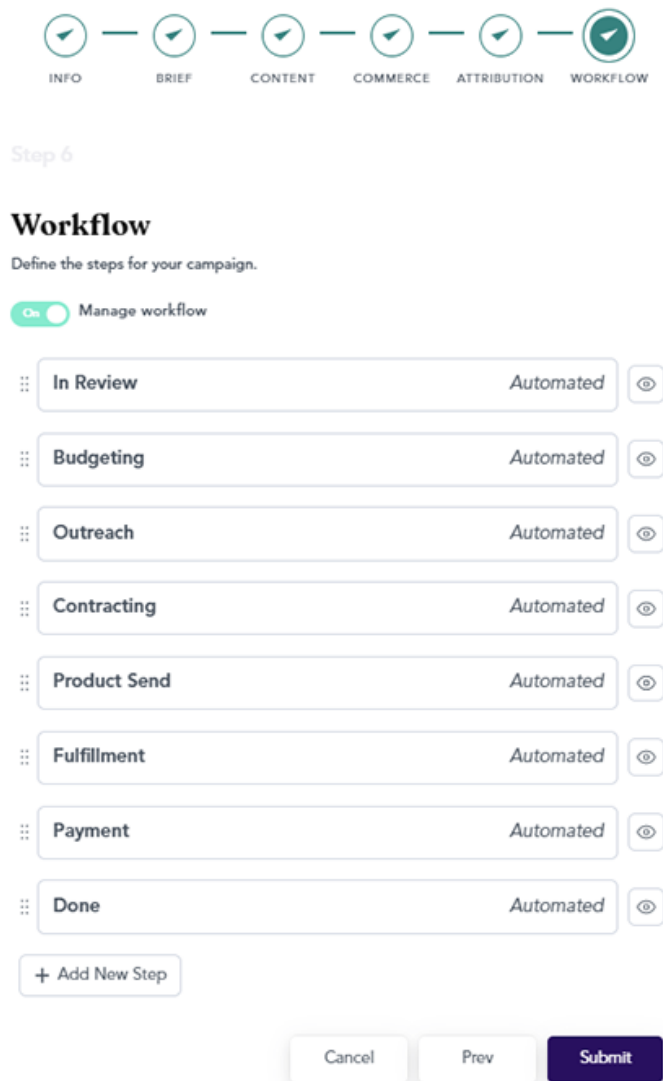 INFO BRIEF CONTENT COMMERCE ATTRIBUTION WORKFLOW
Step 6
Workflow
Define the steps for your campaign.
On Manage workflow
In Review Automated
Budgeting Automated
Outreach Automated
Contracting Automated
Product Send Automated
Fulfillment Automated
Payment Automated
Done Automated
+ Add New Step
Cancel Prev Submit